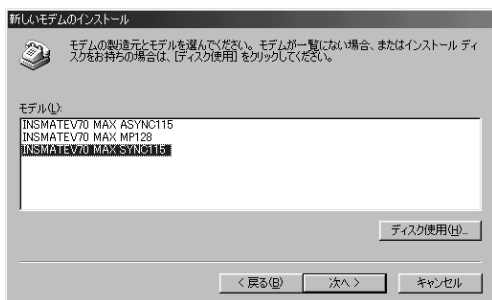 新しいモデムのインストール
モデムの製造元とモデルを選んでください。モデムが一覧にない場合、またはインストール ディ
スクをお持ちの場合は、[ディスク使用] をクリックしてください。
モデル(L):
INSMATEV70 MAX ASYNC115
INSMATEV70 MAX MP128
INSMATEV70 MAX SYNC115
ディスク使用(H)...
< 戻る(B)
次へ >
キャンセル